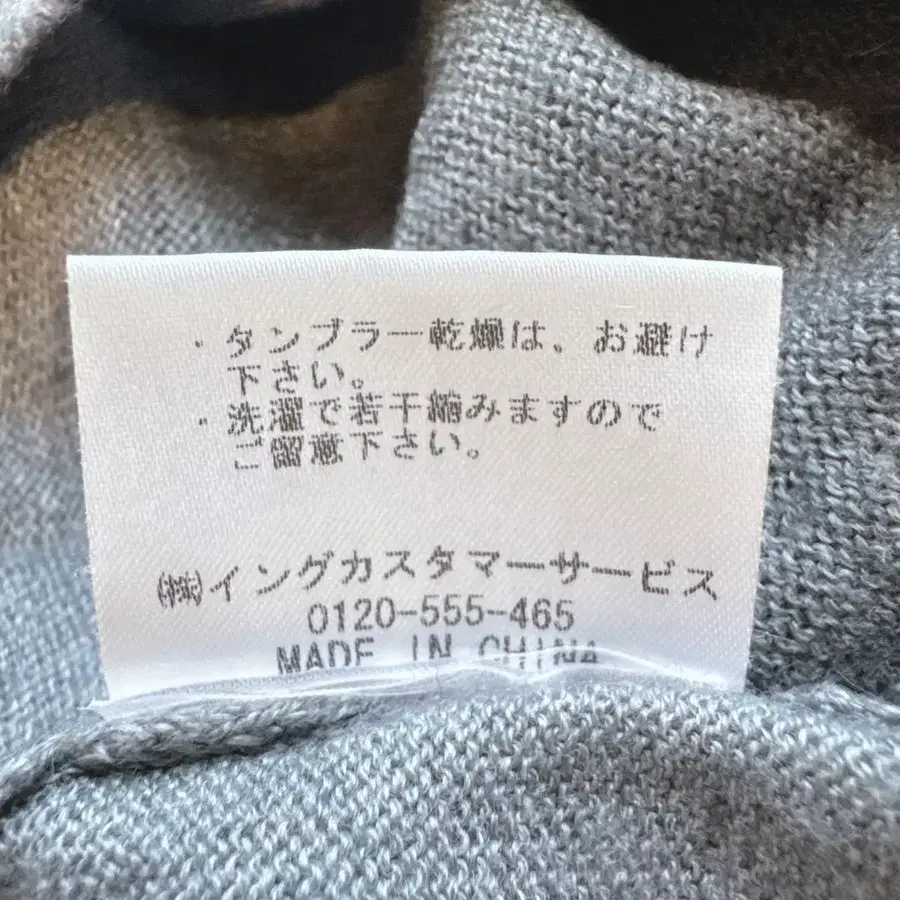 ・タンブラー乾燥は、お避け
下さい。
・洗濯で若干縮みますので
ご留意下さい。
㈱イングカスタマーサービス
0120-555-465
MADE IN CHINA